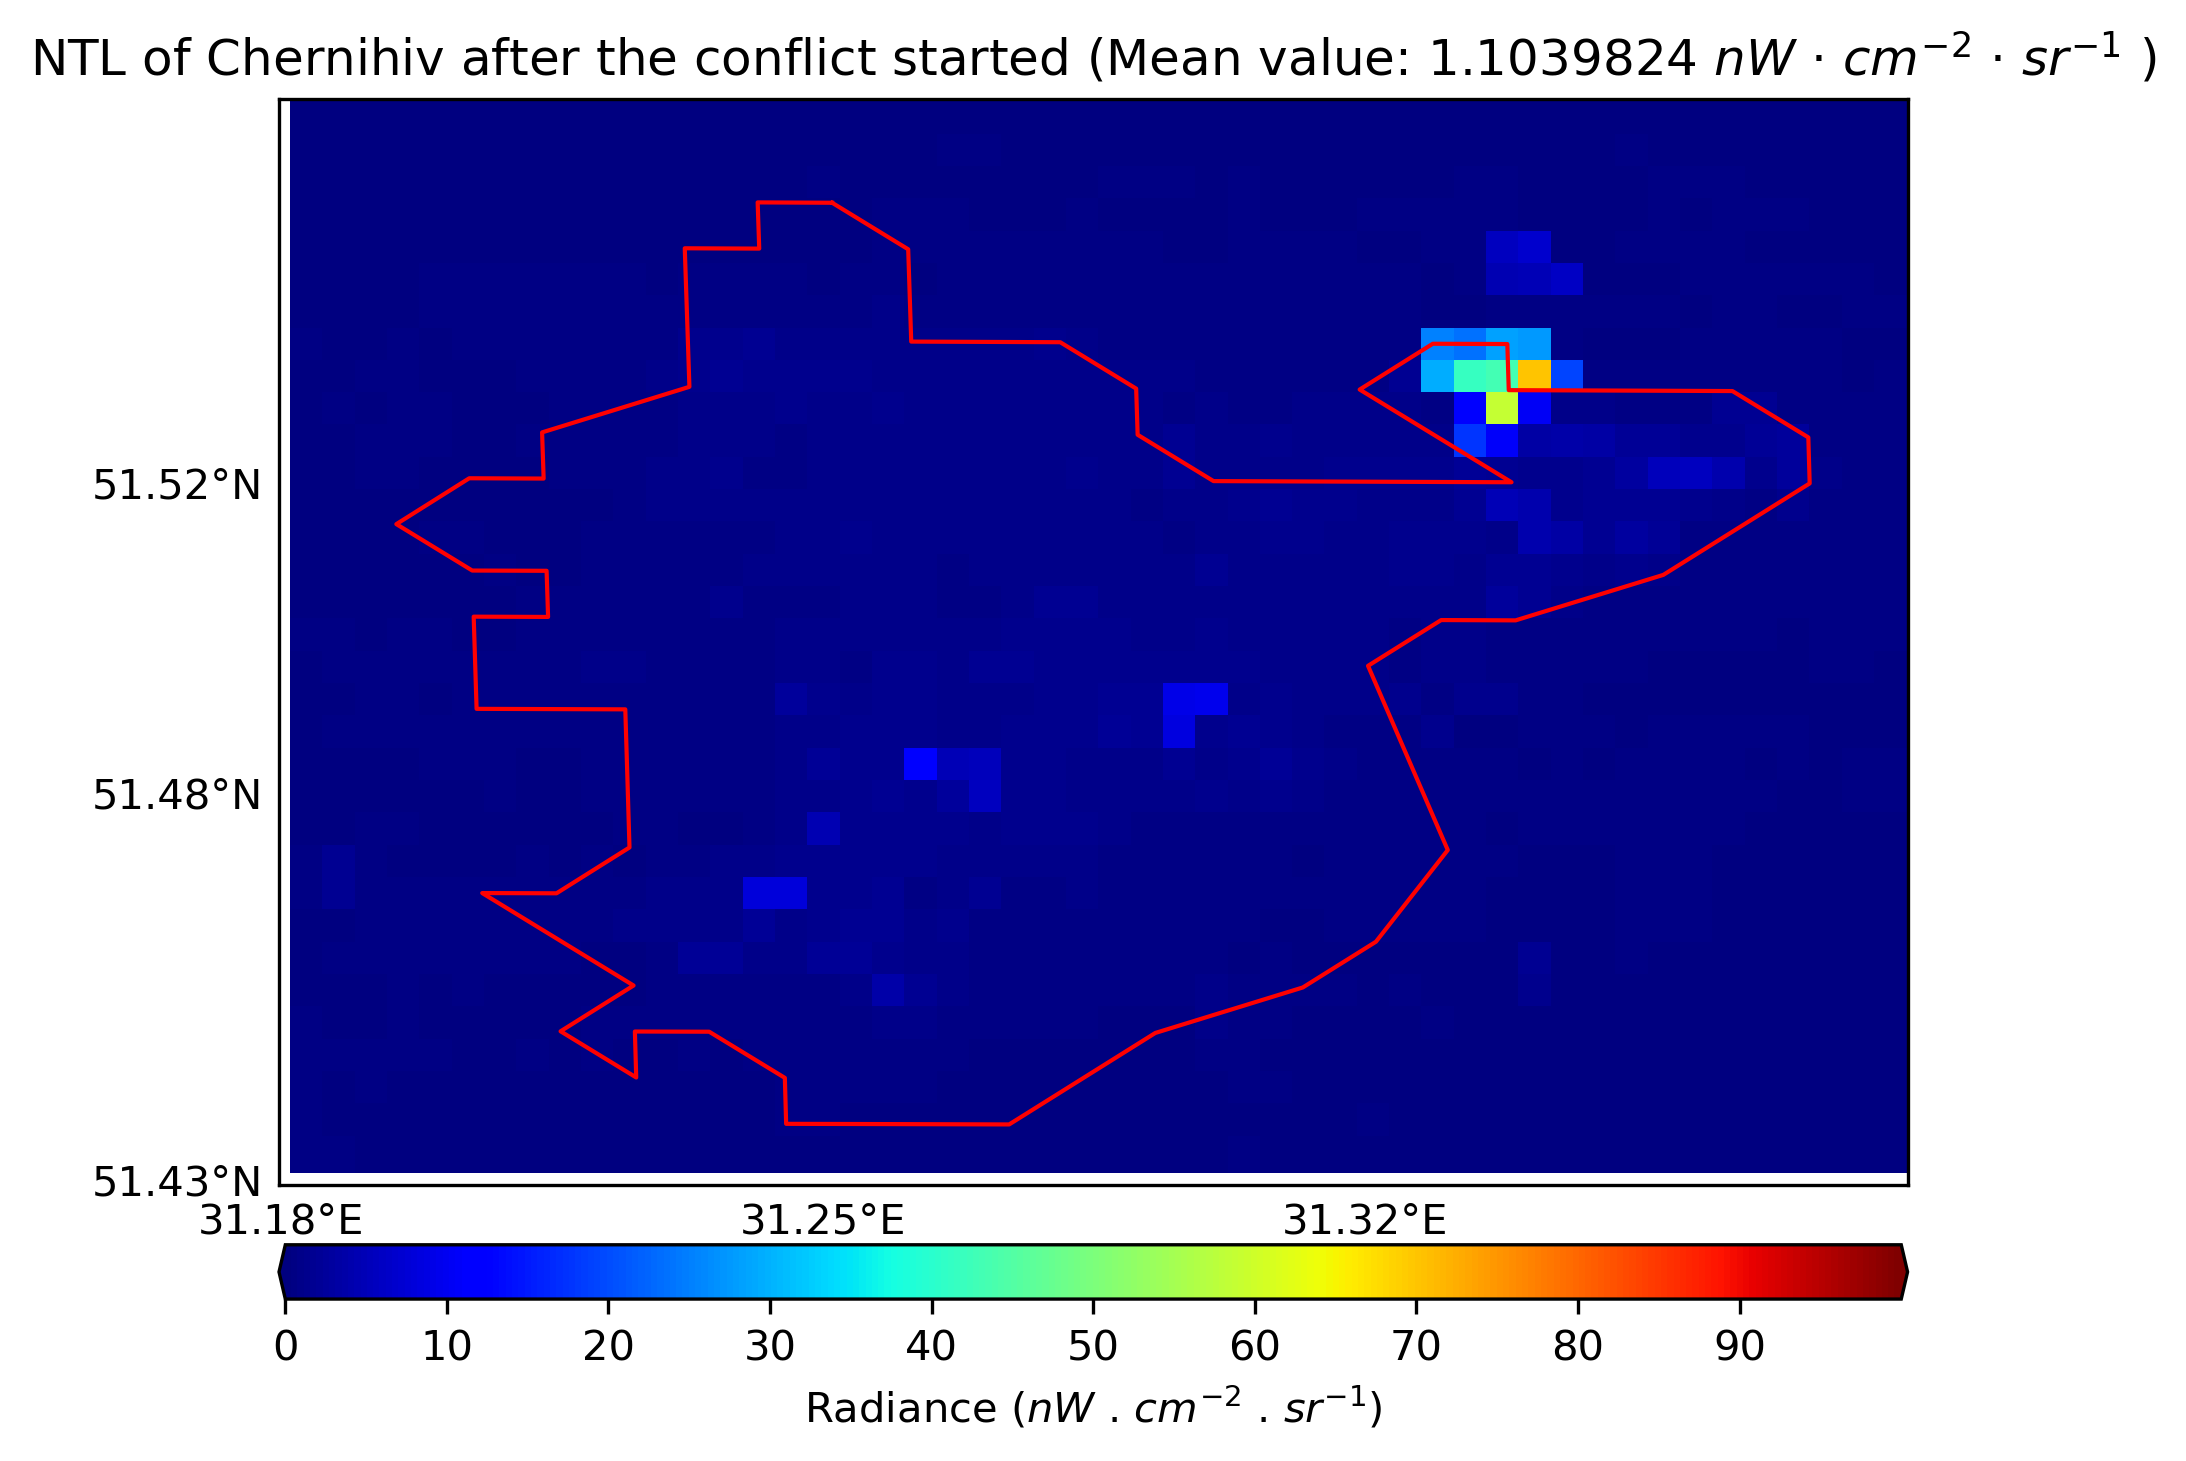 NTL of Chernihiv after the conflict started (Mean value: 1.1039824 nW · cm⁻² · sr⁻¹ )
51.52°N
51.48°N
51.43°N
31.18°E 31.25°E 31.32°E
0 10 20 30 40 50 60 70 80 90
Radiance (nW . cm⁻² . sr⁻¹)